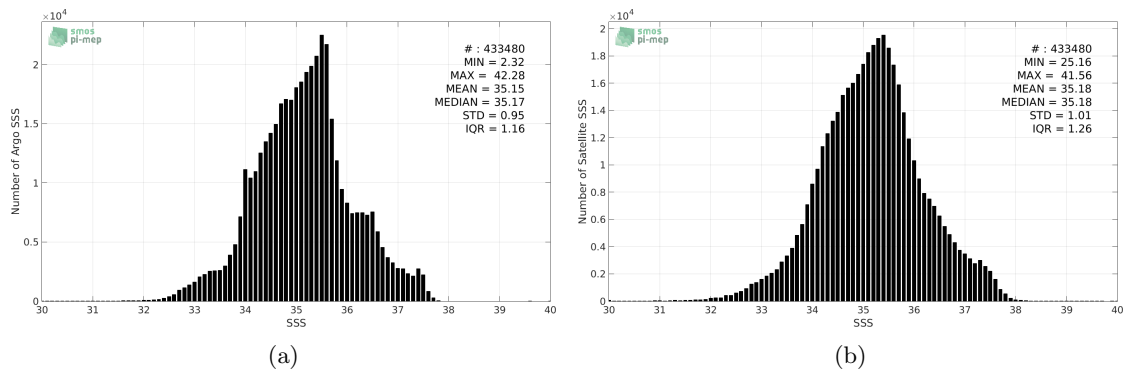 ×10⁴
smos
pi-mep
# : 433480
MIN = 2.32
MAX = 42.28
MEAN = 35.15
MEDIAN = 35.17
STD = 0.95
IQR = 1.16
Number of Argo SSS
2
1.5
1
0.5
0
30 31 32 33 34 35 36 37 38 39 40
SSS
(a)
×10⁴
smos
pi-mep
# : 433480
MIN = 25.16
MAX = 41.56
MEAN = 35.18
MEDIAN = 35.18
STD = 1.01
IQR = 1.26
Number of Satellite SSS
2
1.8
1.6
1.4
1.2
1
0.8
0.6
0.4
0.2
0
30 31 32 33 34 35 36 37 38 39 40
SSS
(b)